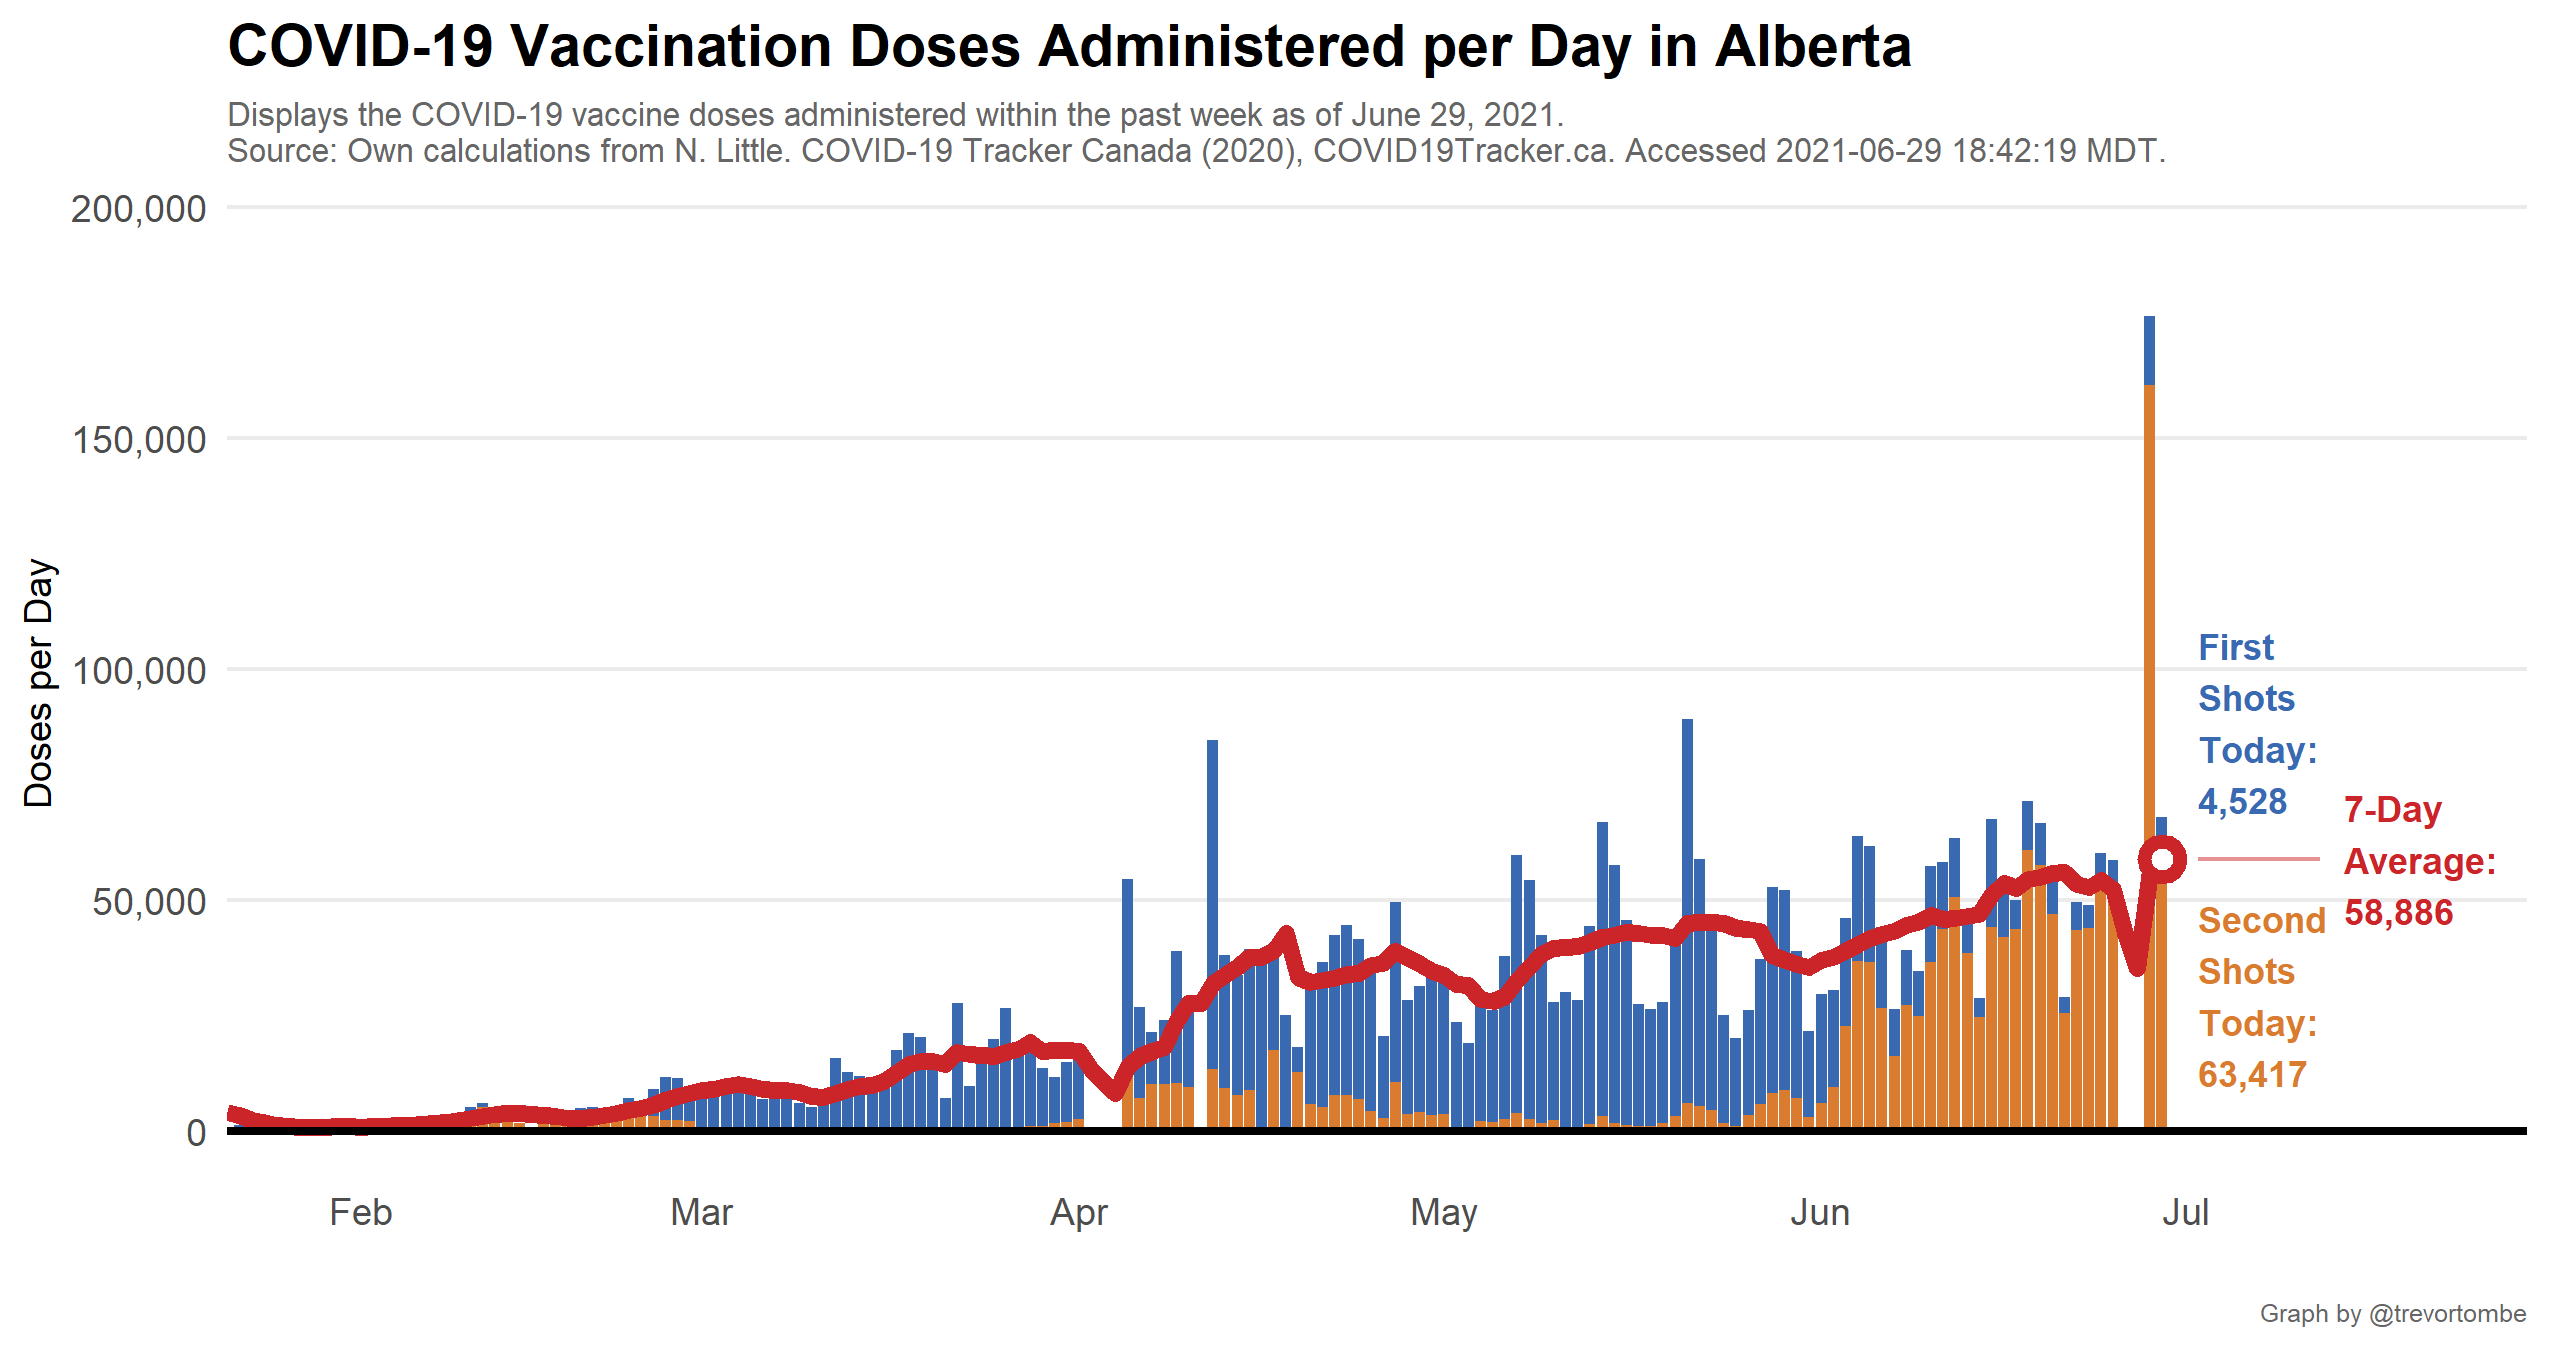 COVID-19 Vaccination Doses Administered per Day in Alberta
Displays the COVID-19 vaccine doses administered within the past week as of June 29, 2021.
Source: Own calculations from N. Little. COVID-19 Tracker Canada (2020), COVID19Tracker.ca. Accessed 2021-06-29 18:42:19 MDT.
Doses per Day
200,000
150,000
100,000
50,000
0
First
Shots
Today:
4,528
7-Day
Average:
58,886
Second
Shots
Today:
63,417
Feb
Mar
Apr
May
Jun
Jul
Graph by @trevortombe